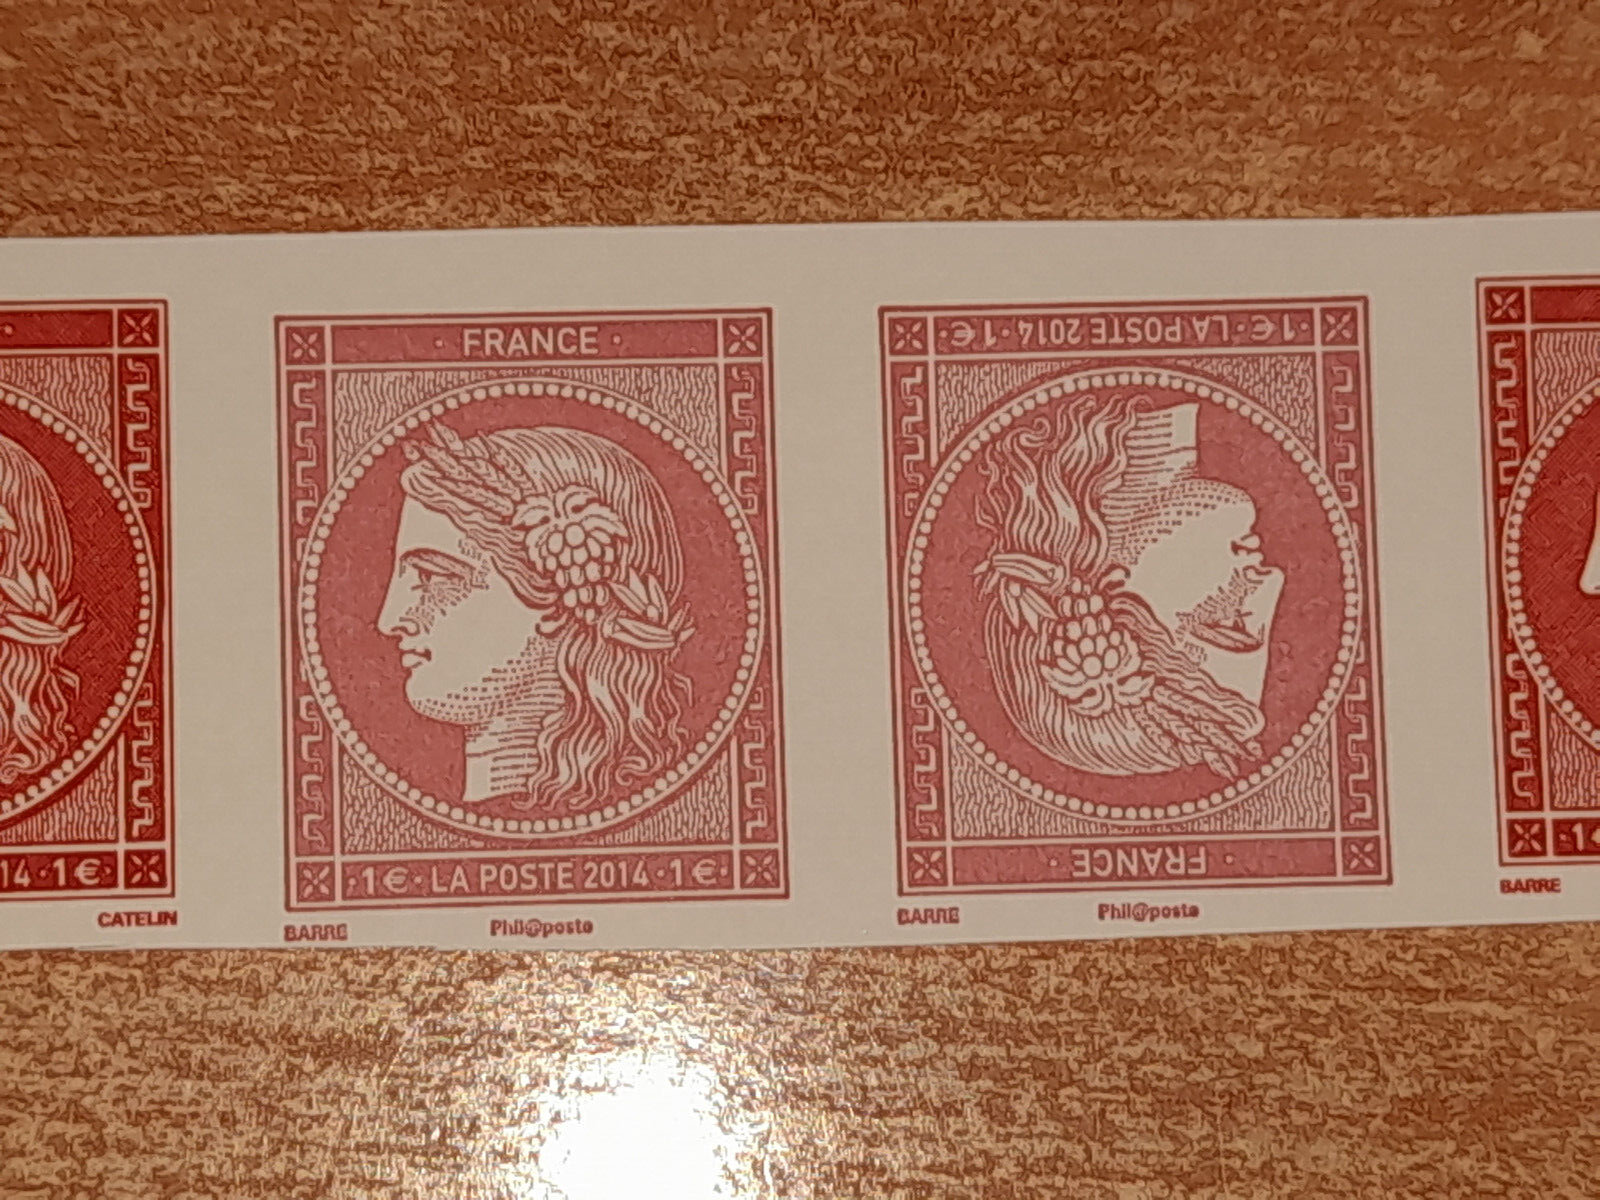 · FRANCE ·
·1€·LA POSTE 2014·1€·
BARRE Phil@poste
·1€·LA POSTE 2014·1€·
· FRANCE ·
BARRE Phil@poste
14·1€·
CATELIN
·1€
BARRE